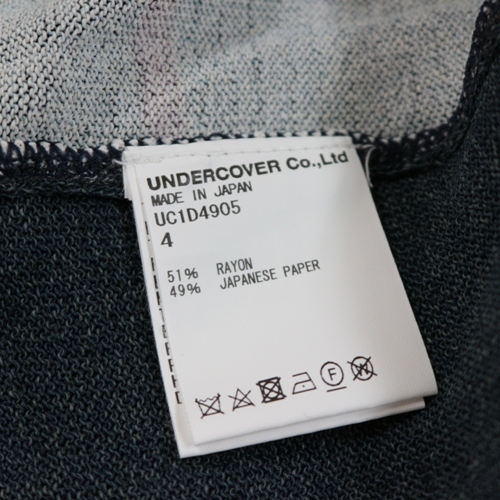 UNDERCOVER Co.,Ltd
MADE IN JAPAN
UC1D4905
4
51% RAYON
49% JAPANESE PAPER
F
W